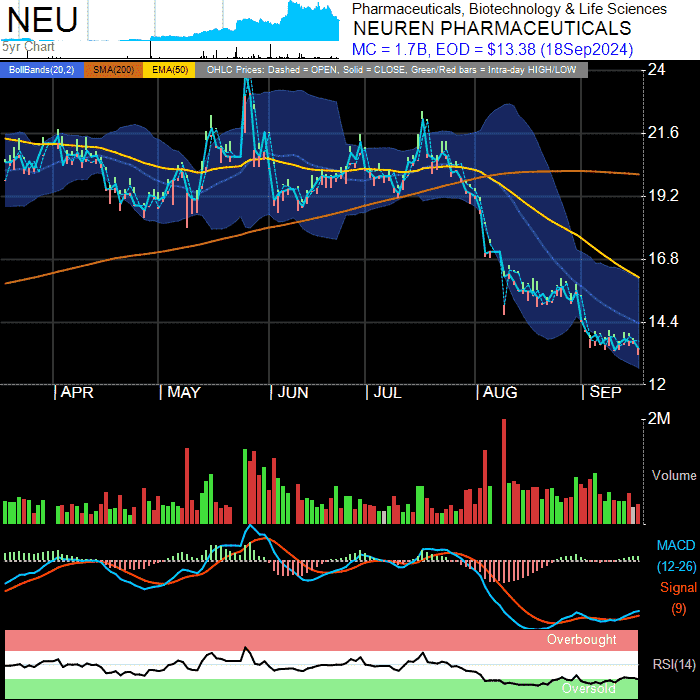 NEU
Pharmaceuticals, Biotechnology & Life Sciences
NEUREN PHARMACEUTICALS
MC = 1.7B, EOD = $13.38 (18Sep2024)
5yr Chart
BollBands(20,2) SMA(200) EMA(50) OHLC Prices: Dashed = OPEN, Solid = CLOSE, Green/Red bars = Intra-day HIGH/LOW
24
21.6
19.2
16.8
14.4
12
APR MAY JUN JUL AUG SEP
2M
Volume
MACD
(12-26)
Signal
(9)
Overbought
RSI(14)
Oversold